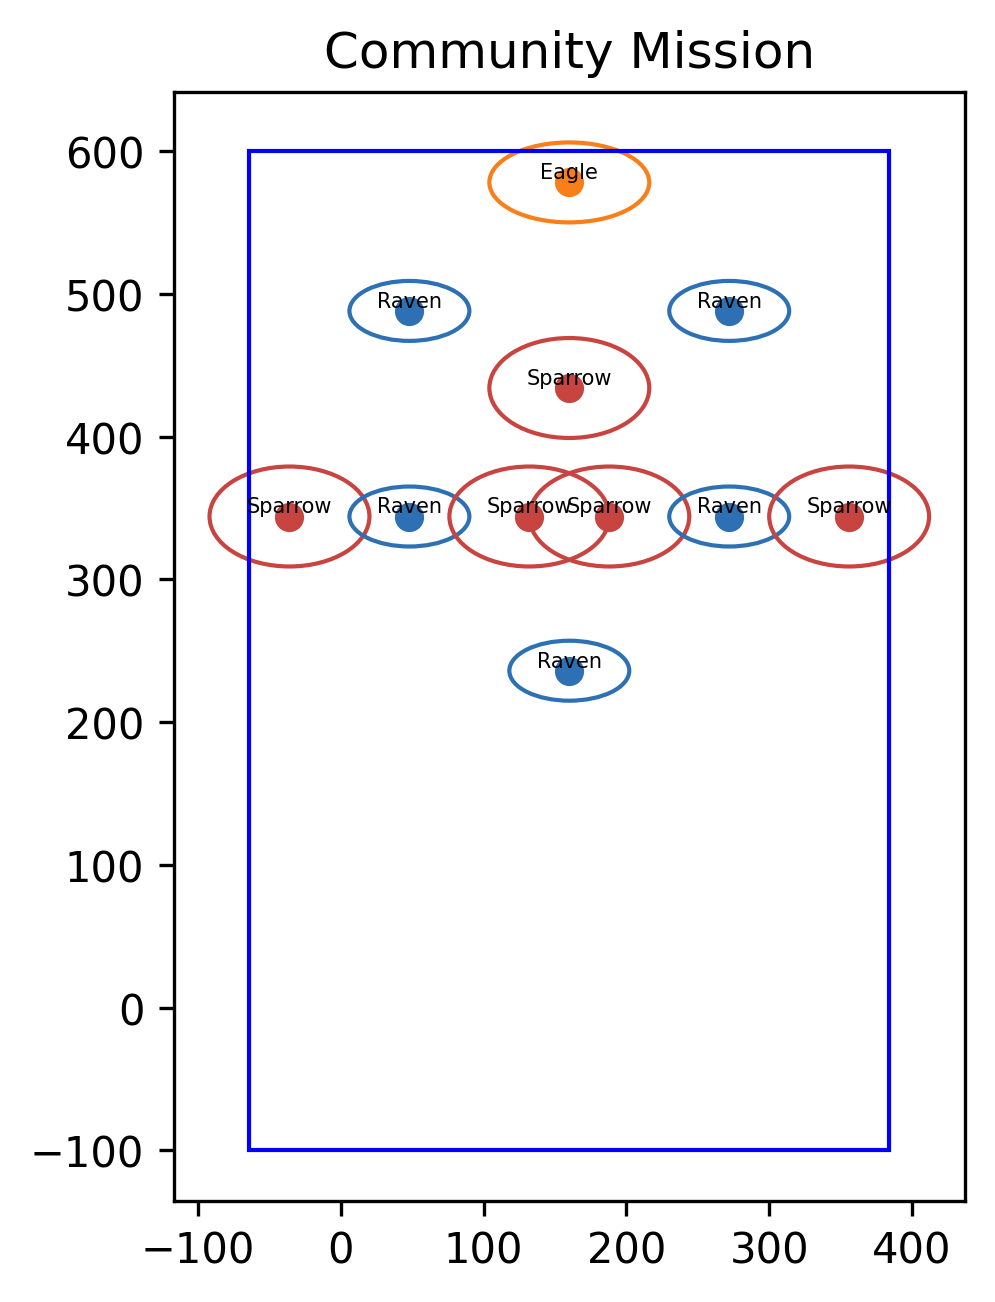 Community Mission
600
Eagle
500
Raven Raven
Sparrow
400
Sparrow Raven Sparrow Sparrow Raven Sparrow
300
Raven
200
100
0
−100
−100 0 100 200 300 400